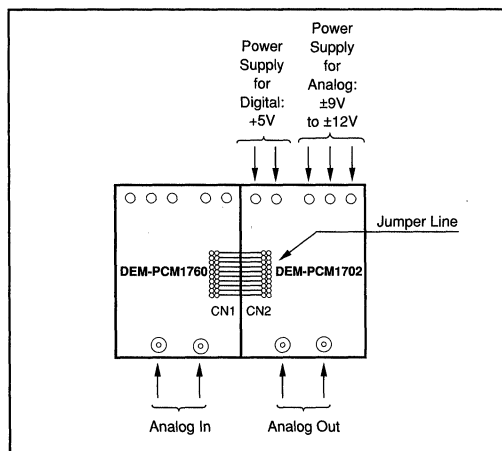 Power
Supply
for
Digital:
+5V
Power
Supply
for
Analog:
±9V
to ±12V
Jumper Line
DEM-PCM1760
DEM-PCM1702
CN1
CN2
Analog In
Analog Out